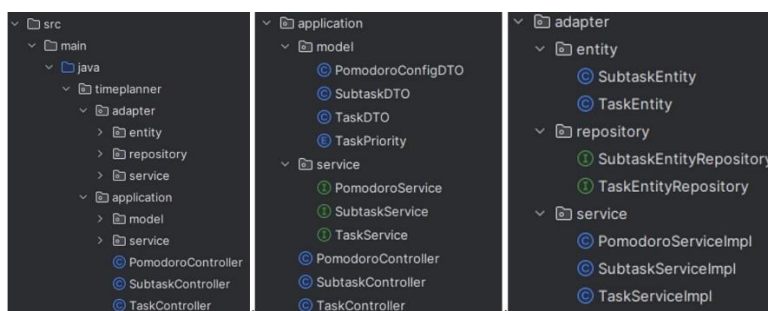 src
main
java
timeplanner
adapter
entity
repository
service
application
model
service
PomodoroController
SubtaskController
TaskController
application
model
PomodoroConfigDTO
SubtaskDTO
TaskDTO
TaskPriority
service
PomodoroService
SubtaskService
TaskService
PomodoroController
SubtaskController
TaskController
adapter
entity
SubtaskEntity
TaskEntity
repository
SubtaskEntityRepository
TaskEntityRepository
service
PomodoroServiceImpl
SubtaskServiceImpl
TaskServiceImpl